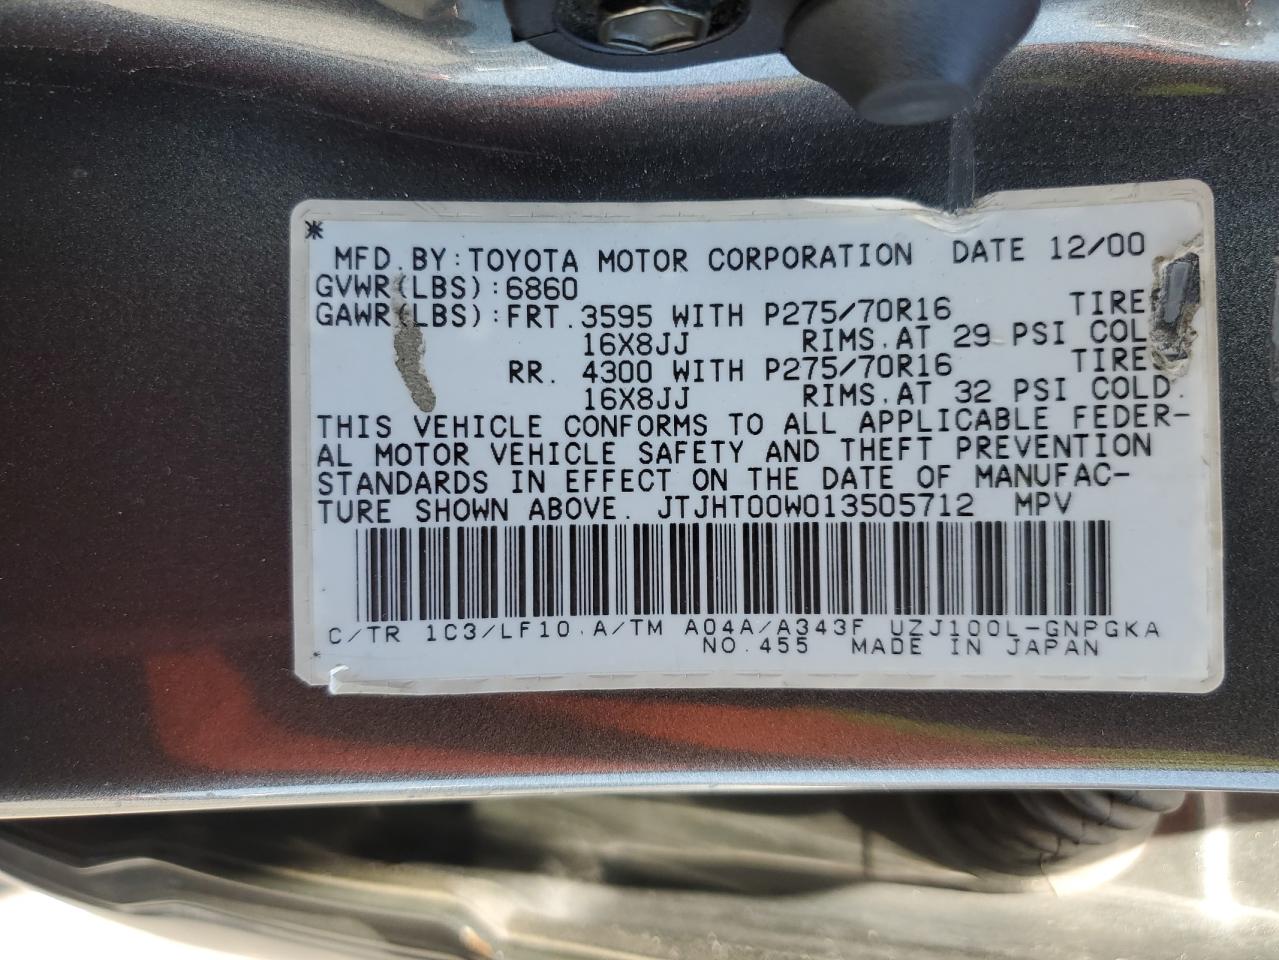 *
MFD.BY:TOYOTA MOTOR CORPORATION DATE 12/00
GVWR(LBS):6860
GAWR(LBS):FRT.3595 WITH P275/70R16 TIRE
16X8JJ RIMS.AT 29 PSI COL
RR. 4300 WITH P275/70R16 TIRE
16X8JJ RIMS.AT 32 PSI COLD.
THIS VEHICLE CONFORMS TO ALL APPLICABLE FEDER-
AL MOTOR VEHICLE SAFETY AND THEFT PREVENTION
STANDARDS IN EFFECT ON THE DATE OF MANUFAC-
TURE SHOWN ABOVE. JTJHT00W013505712 MPV
C/TR 1C3/LF10.A/TM A04A/A343F UZJ100L-GNPGKA
NO.455 MADE IN JAPAN
*